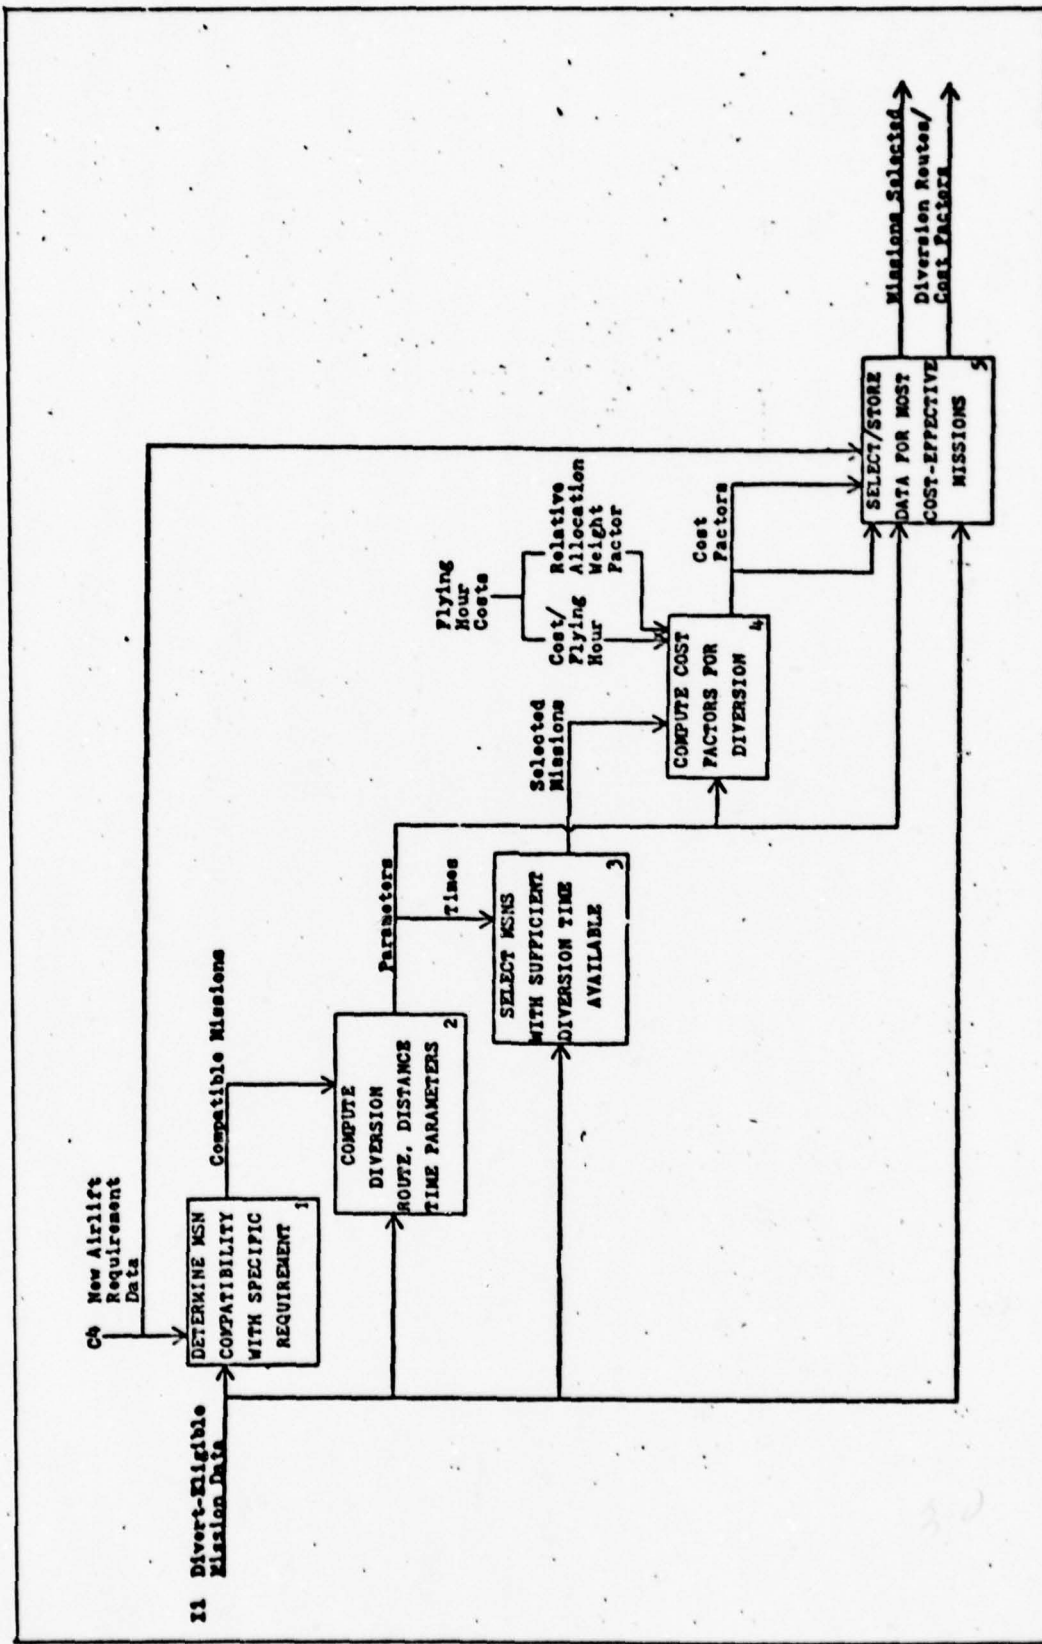 C4 New Airlift
Requirement
Data
I1 Divert-Eligible
Mission Data
DETERMINE MSN
COMPATIBILITY
WITH SPECIFIC
REQUIREMENT
1
Compatible Missions
COMPUTE
DIVERSION
ROUTE, DISTANCE
TIME PARAMETERS
2
Parameters
Times
SELECT MSNS
WITH SUFFICIENT
DIVERSION TIME
AVAILABLE
3
Selected
Missions
Flying
Hour
Costs
Cost/
Flying
Hour
Relative
Allocation
Weight
Factor
COMPUTE COST
FACTORS FOR
DIVERSION
4
Cost
Factors
SELECT/STORE
DATA FOR MOST
COST-EFFECTIVE
MISSIONS
5
Missions Selected
Diversion Routes/
Cost Factors